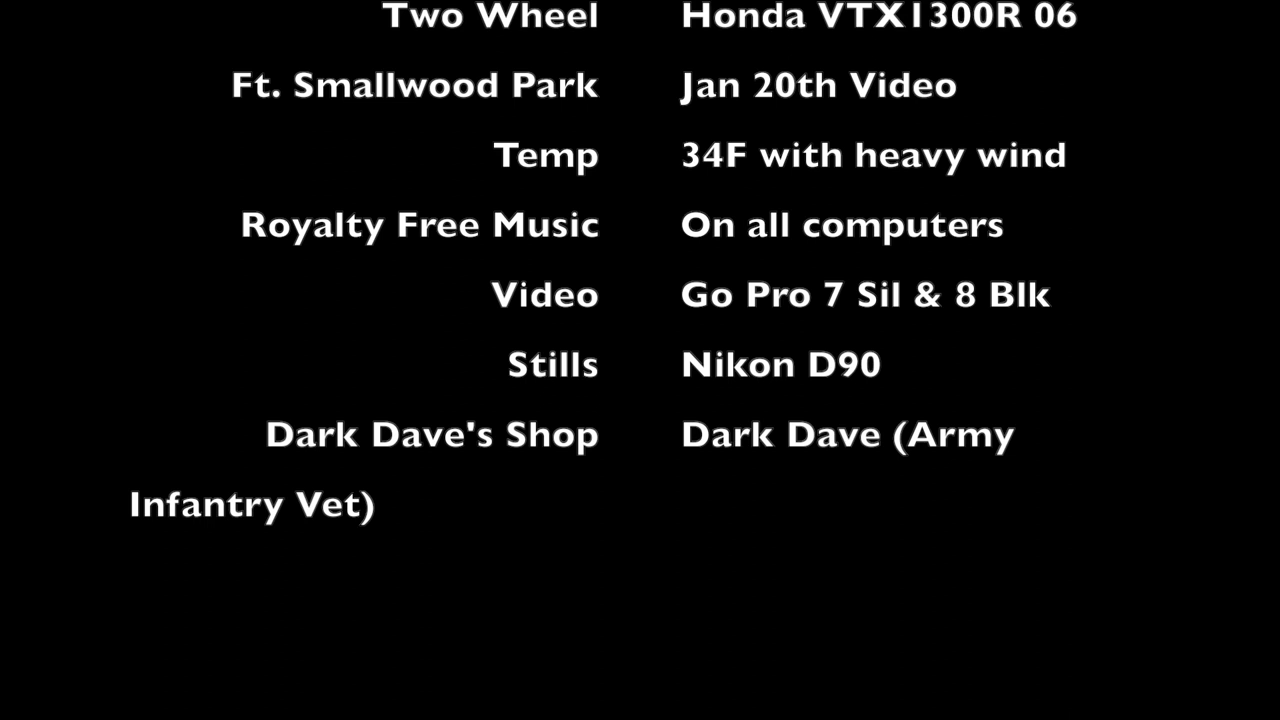 Two Wheel Honda VTX1300R 06
Ft. Smallwood Park Jan 20th Video
Temp 34F with heavy wind
Royalty Free Music On all computers
Video Go Pro 7 Sil & 8 Blk
Stills Nikon D90
Dark Dave's Shop Dark Dave (Army
Infantry Vet)